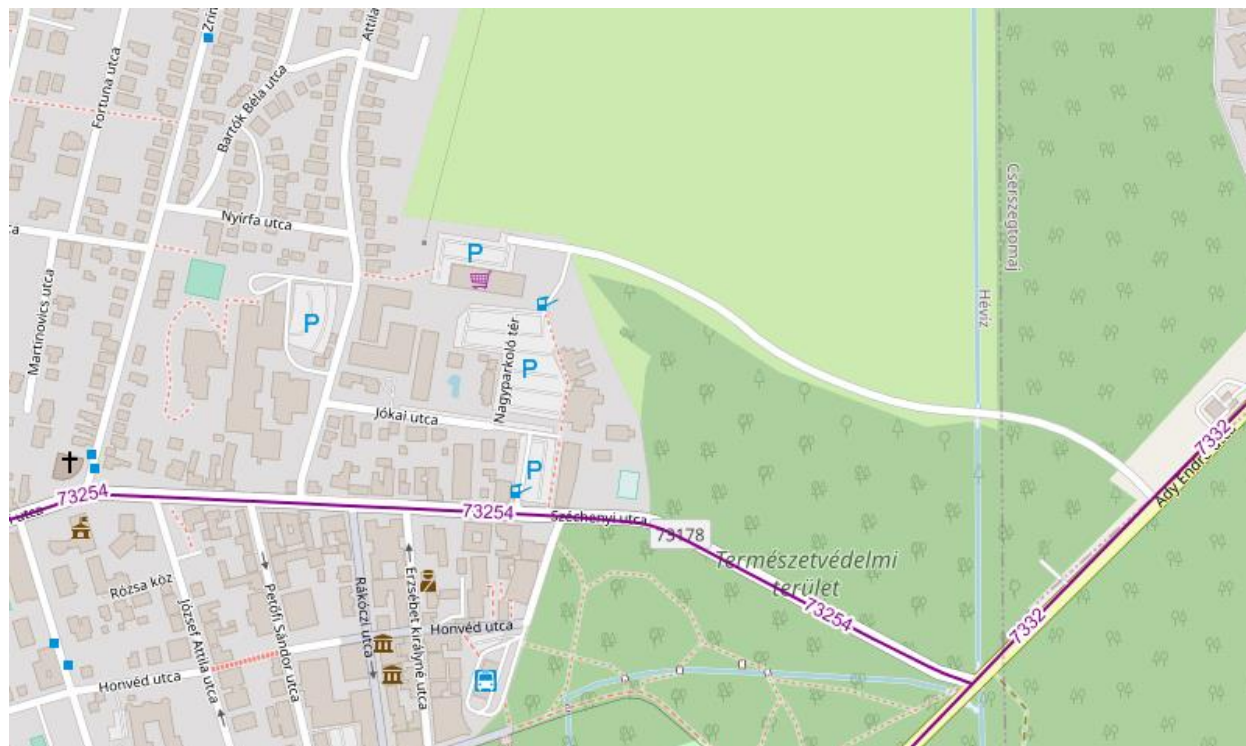 Zrín
Attila
Fortuna utca
Bartók Béla utca
Nyírfa utca
ca
Martinovics utca
P
P
P
P
Nagyparkoló tér
Jókai utca
Cserszegtomaj
Hévíz
7332
Ady Endre
73254
73254
utca
Széchenyi utca
73178
Természetvédelmi
terület
73254
7332
Rózsa köz
József Attila utca
Petőfi Sándor utca
Rákóczi utca
Erzsébet királyné utca
Honvéd utca
Honvéd utca